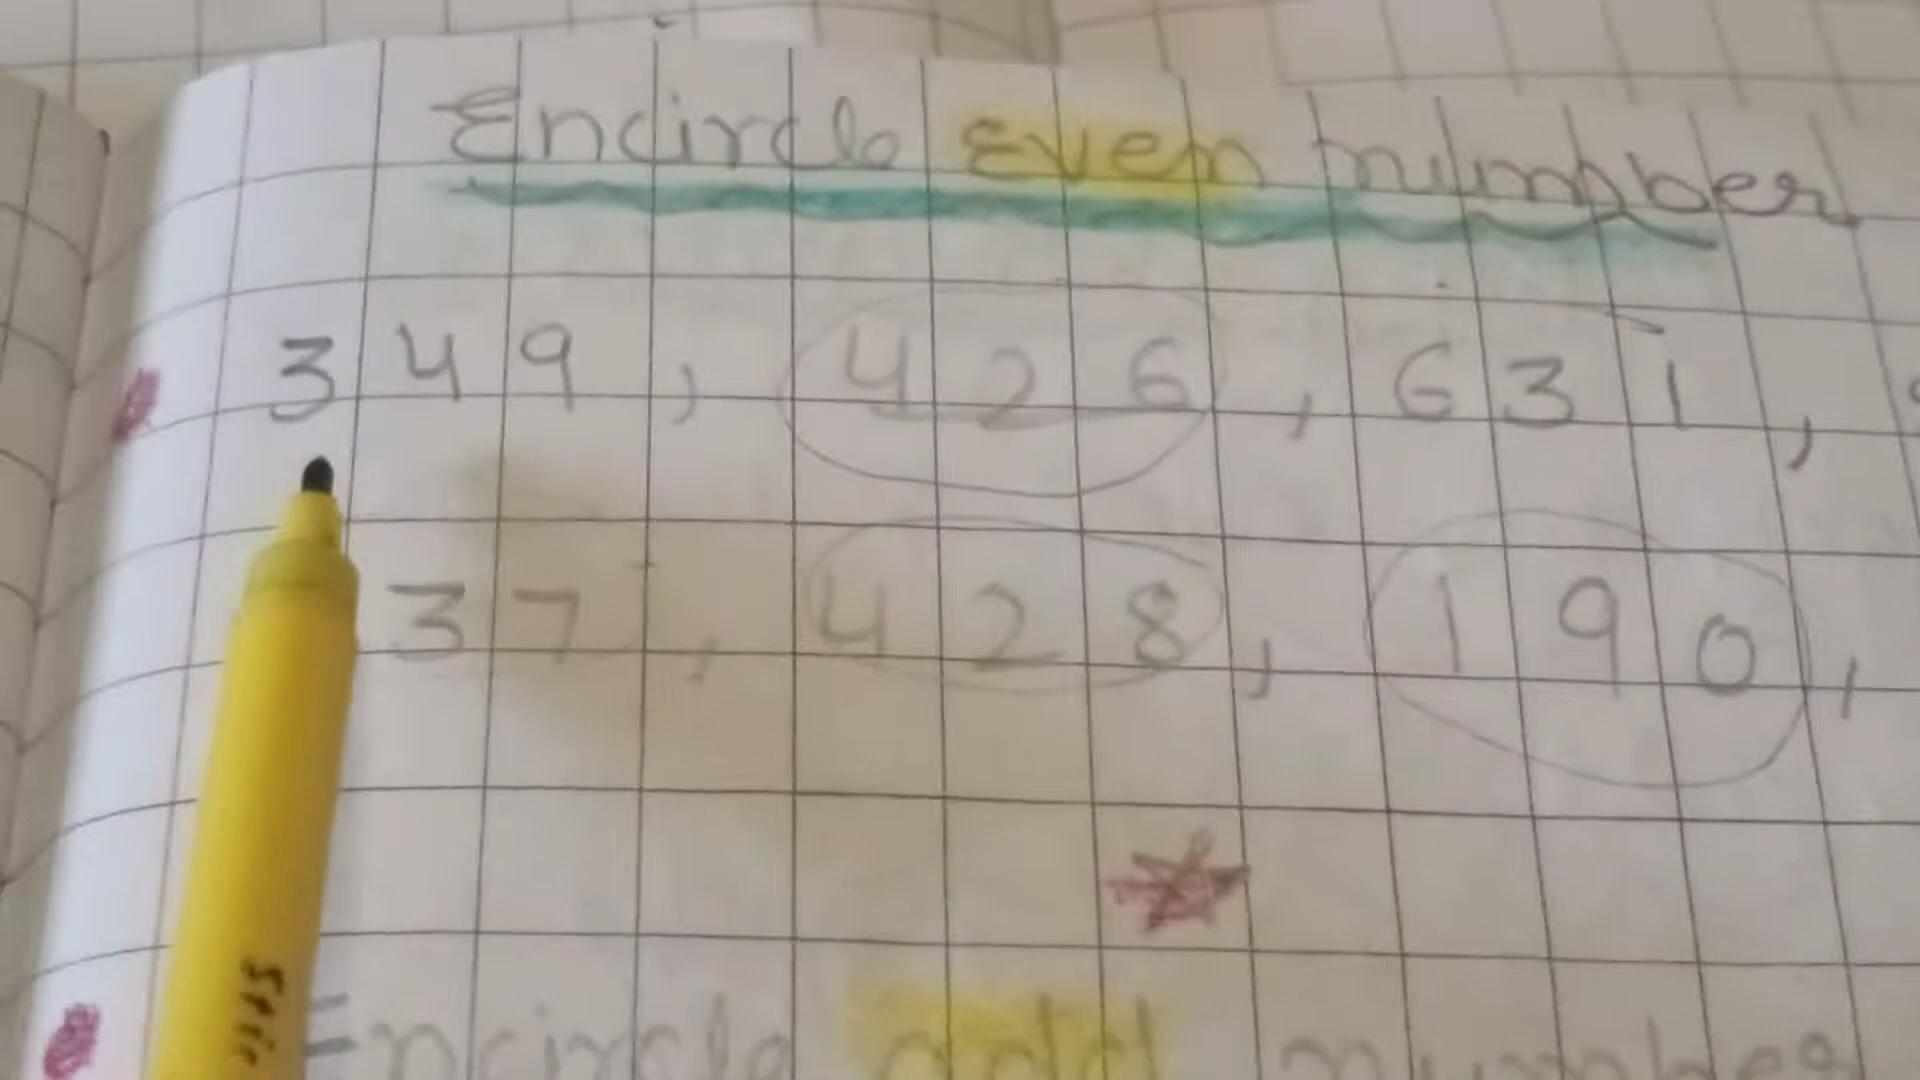 Encircle even number
349, 426, 631,
37, 428, 190,
Encircle odd number